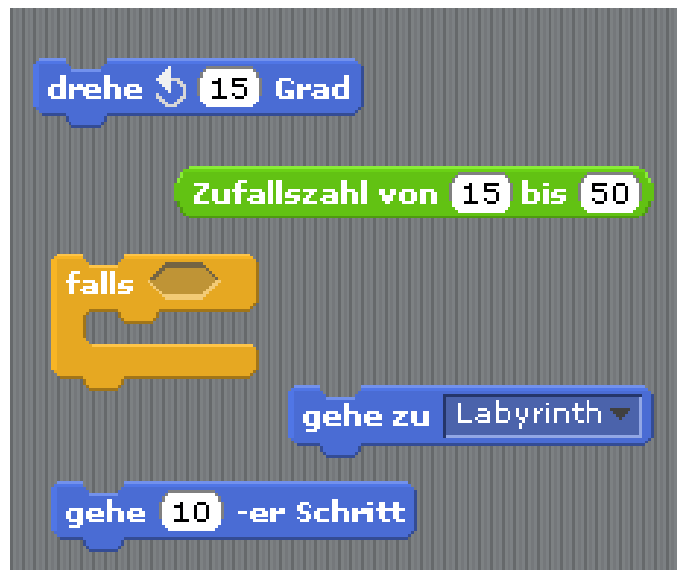 drehe 15 Grad
Zufallszahl von 15 bis 50
falls
gehe zu Labyrinth
gehe 10 -er Schritt